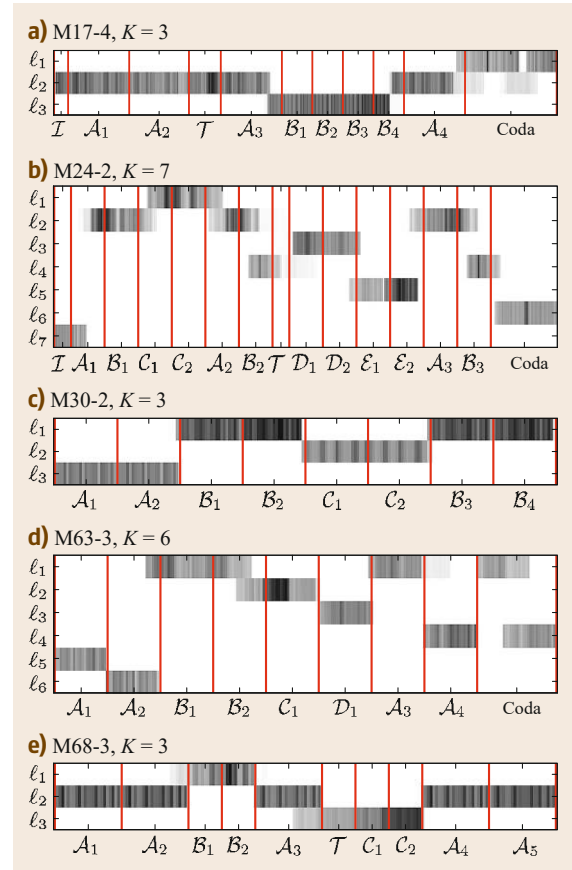 a) M17-4, K = 3
ℓ1
ℓ2
ℓ3
I A1 A2 T A3 B1 B2 B3 B4 A4 Coda
b) M24-2, K = 7
ℓ1
ℓ2
ℓ3
ℓ4
ℓ5
ℓ6
ℓ7
I A1 B1 C1 C2 A2 B2 T D1 D2 E1 E2 A3 B3 Coda
c) M30-2, K = 3
ℓ1
ℓ2
ℓ3
A1 A2 B1 B2 C1 C2 B3 B4
d) M63-3, K = 6
ℓ1
ℓ2
ℓ3
ℓ4
ℓ5
ℓ6
A1 A2 B1 B2 C1 D1 A3 A4 Coda
e) M68-3, K = 3
ℓ1
ℓ2
ℓ3
A1 A2 B1 B2 A3 T C1 C2 A4 A5